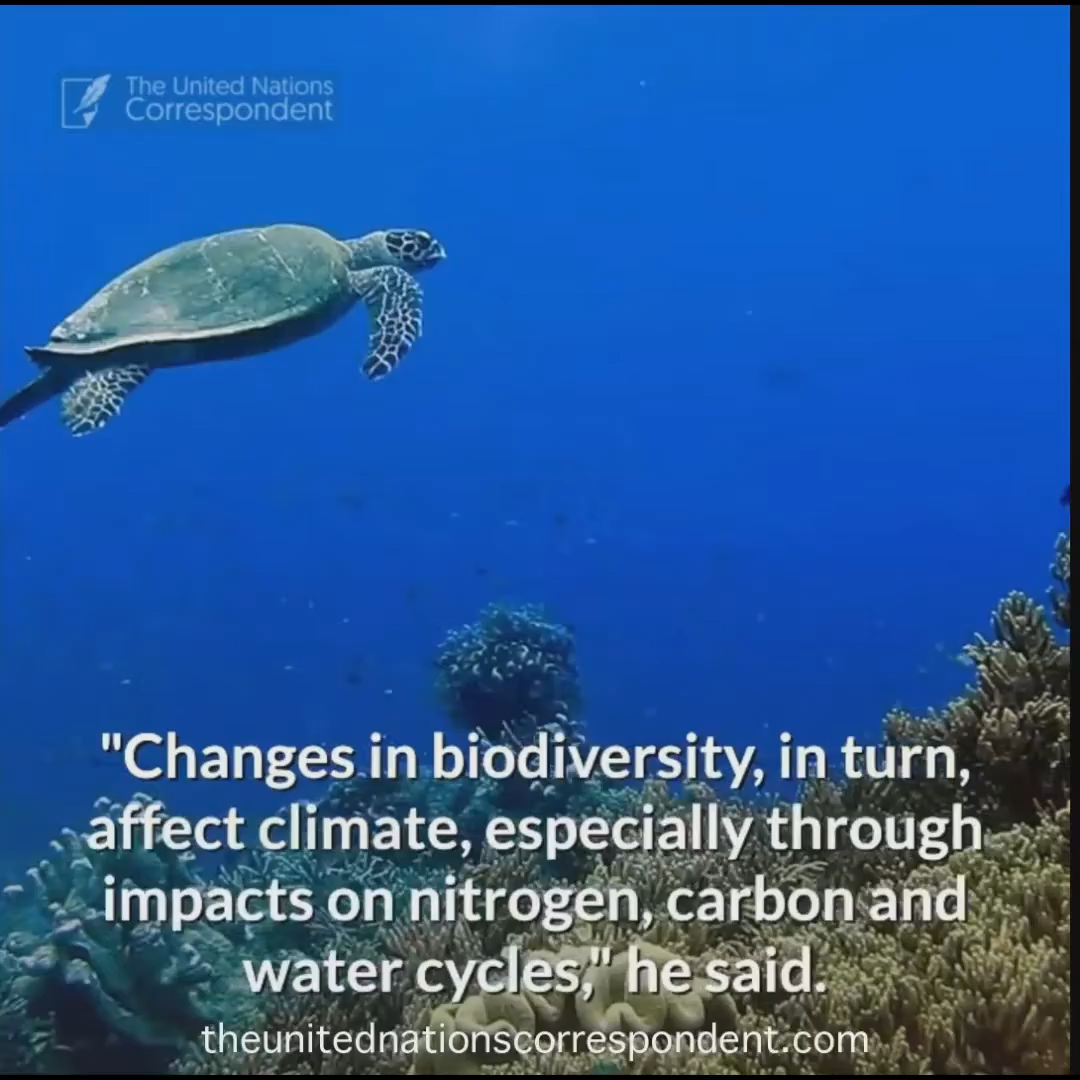 The United Nations
Correspondent
"Changes in biodiversity, in turn,
affect climate, especially through
impacts on nitrogen, carbon and
water cycles," he said.
theunitednationscorrespondent.com